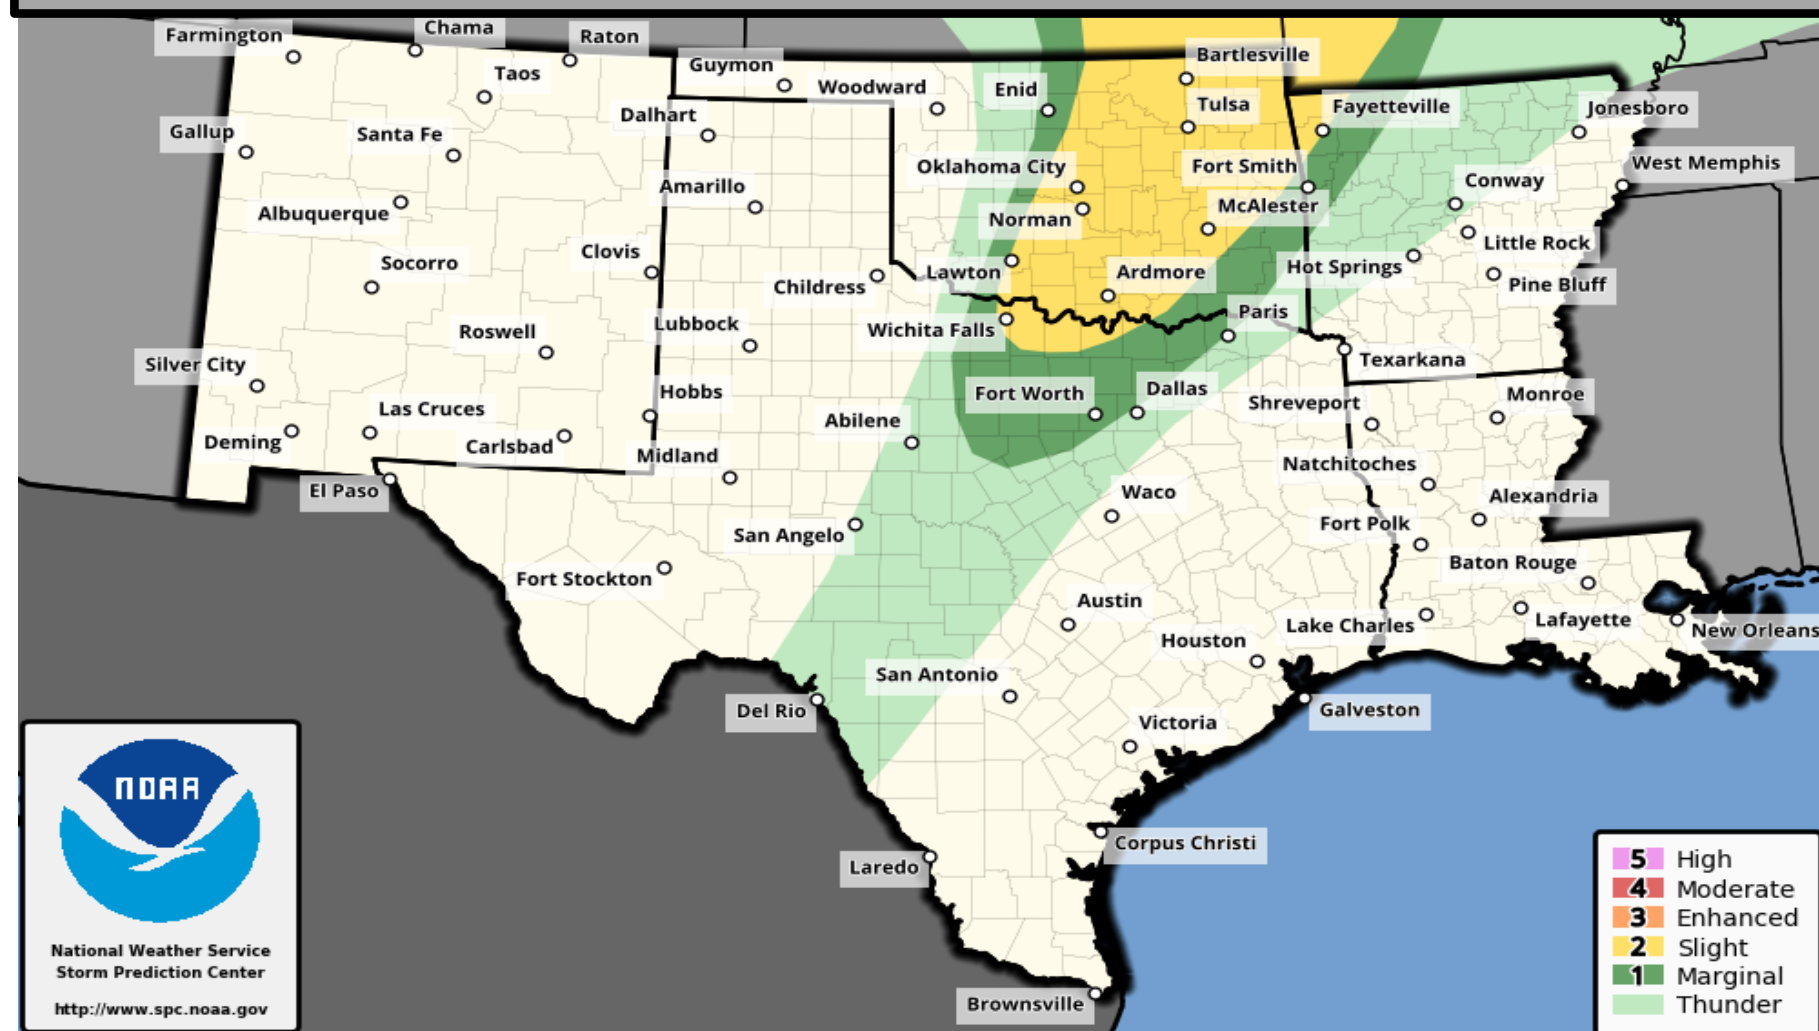 Farmington
Chama
Raton
Taos
Guymon
Woodward
Enid
Bartlesville
Tulsa
Fayetteville
Jonesboro
Dalhart
Gallup
Santa Fe
Oklahoma City
Fort Smith
West Memphis
Conway
Amarillo
Albuquerque
Norman
McAlester
Little Rock
Clovis
Socorro
Lawton
Ardmore
Hot Springs
Pine Bluff
Childress
Paris
Roswell
Lubbock
Wichita Falls
Texarkana
Silver City
Hobbs
Fort Worth
Dallas
Shreveport
Monroe
Las Cruces
Abilene
Deming
Carlsbad
Midland
Natchitoches
El Paso
Waco
Alexandria
San Angelo
Fort Polk
Fort Stockton
Baton Rouge
Austin
Houston
Lake Charles
Lafayette
New Orleans
San Antonio
Del Rio
Victoria
Galveston
Corpus Christi
Laredo
Brownsville
NOAA
National Weather Service
Storm Prediction Center
http://www.spc.noaa.gov
5 High
4 Moderate
3 Enhanced
2 Slight
1 Marginal
Thunder